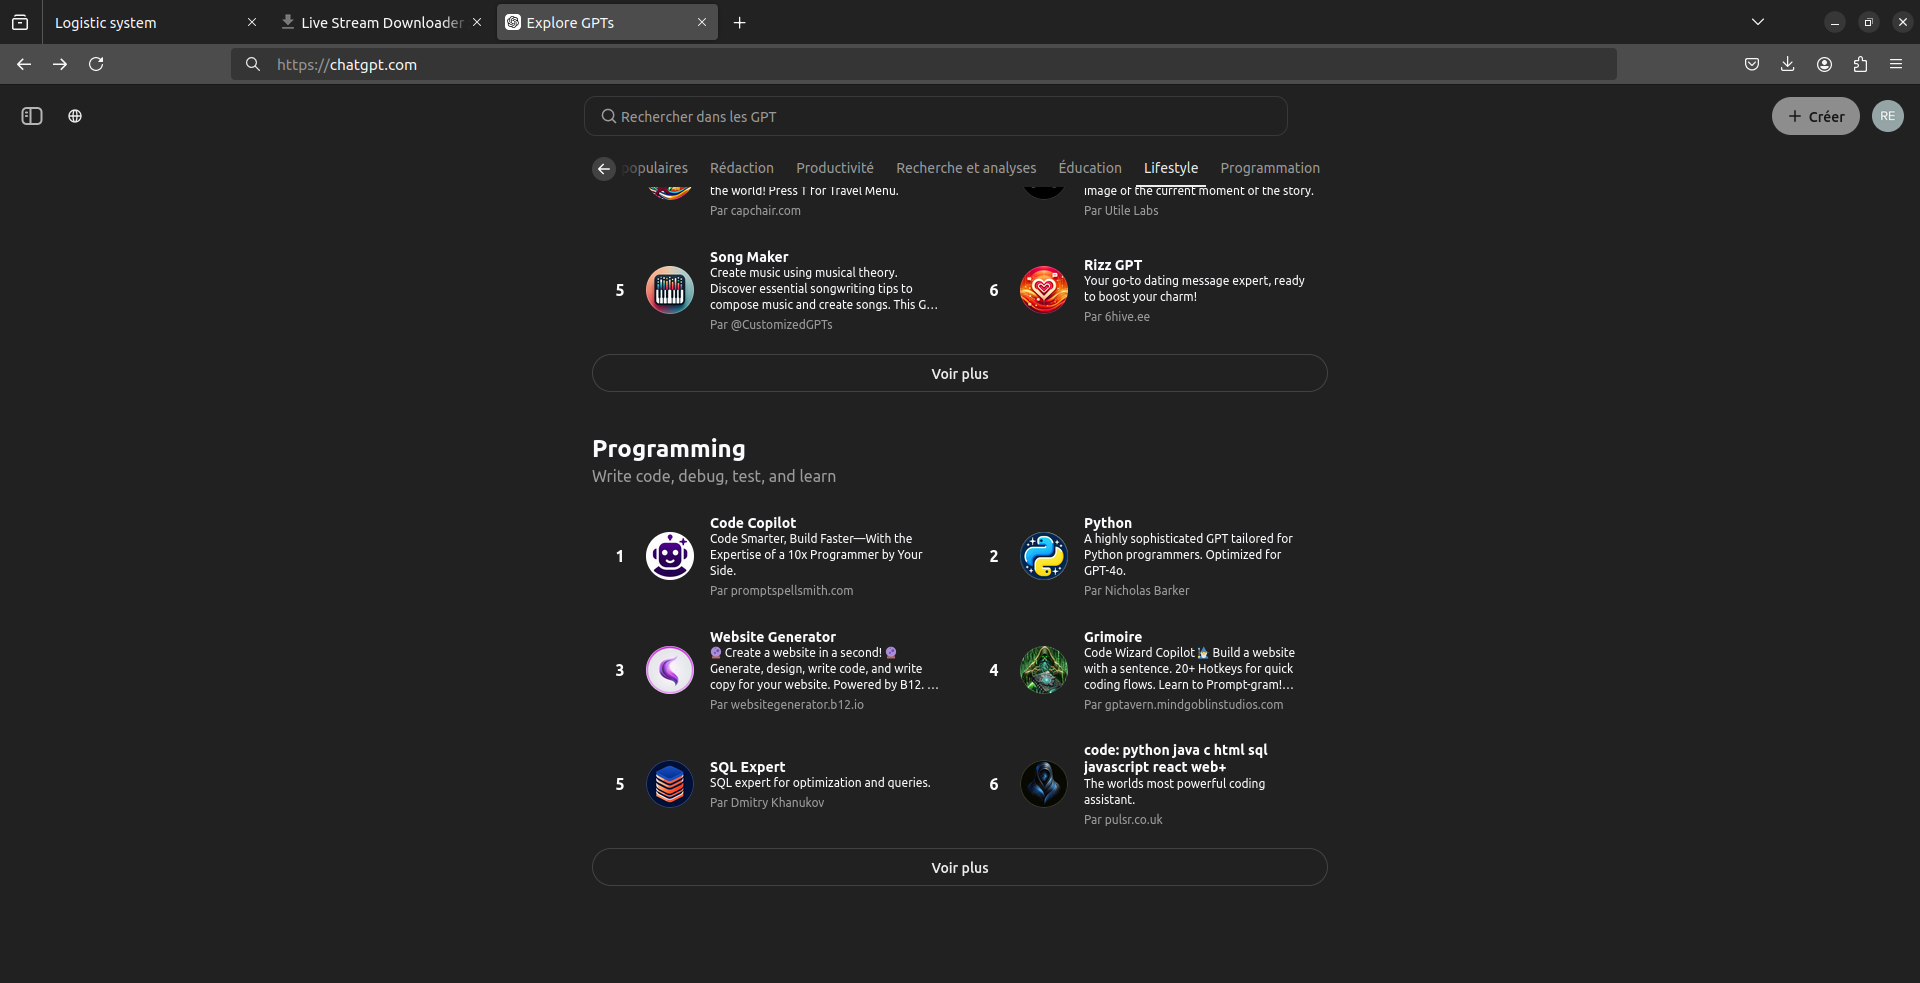 Logistic system
Live Stream Downloader
Explore GPTs
https://chatgpt.com
Rechercher dans les GPT
Créer
RE
populaires
Rédaction
Productivité
Recherche et analyses
Éducation
Lifestyle
Programmation
the world! Press T for Travel Menu.
Par capchair.com
image of the current moment of the story.
Par Utile Labs
5
Song Maker
Create music using musical theory.
Discover essential songwriting tips to
compose music and create songs. This G…
Par @CustomizedGPTs
6
Rizz GPT
Your go-to dating message expert, ready
to boost your charm!
Par 6hive.ee
Voir plus
Programming
Write code, debug, test, and learn
1
Code Copilot
Code Smarter, Build Faster—With the
Expertise of a 10x Programmer by Your
Side.
Par promptspellsmith.com
2
Python
A highly sophisticated GPT tailored for
Python programmers. Optimized for
GPT-4o.
Par Nicholas Barker
3
Website Generator
🔮 Create a website in a second! 🔮
Generate, design, write code, and write
copy for your website. Powered by B12. …
Par websitegenerator.b12.io
4
Grimoire
Code Wizard Copilot🧙‍♂️ Build a website
with a sentence. 20+ Hotkeys for quick
coding flows. Learn to Prompt-gram!…
Par gptavern.mindgoblinstudios.com
5
SQL Expert
SQL expert for optimization and queries.
Par Dmitry Khanukov
6
code: python java c html sql
javascript react web+
The worlds most powerful coding
assistant.
Par pulsr.co.uk
Voir plus